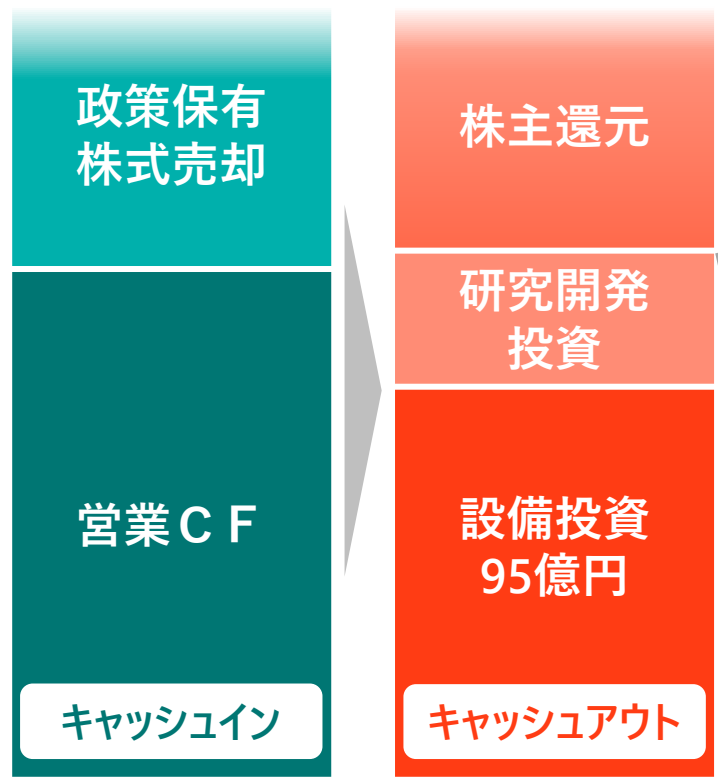 政策保有
株式売却
営業ＣＦ
キャッシュイン
株主還元
研究開発
投資
設備投資
95億円
キャッシュアウト